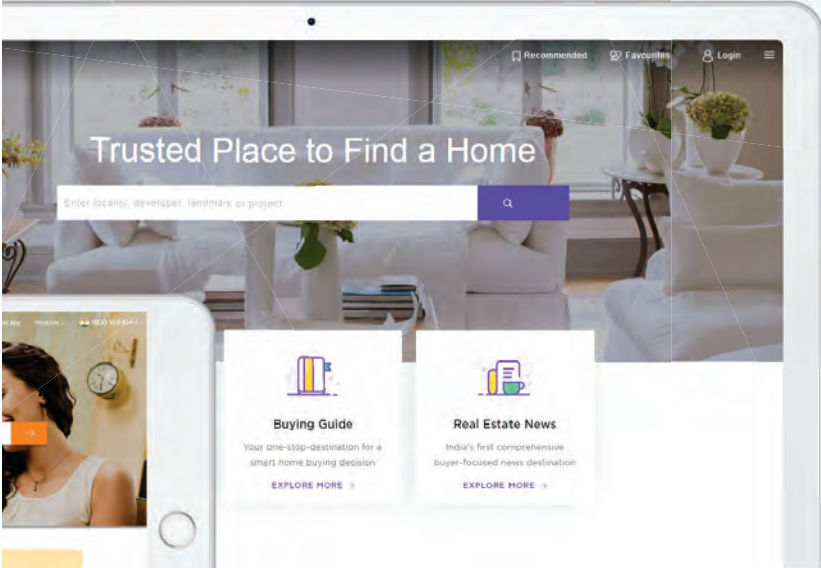 Recommended
Favourites
Login
Trusted Place to Find a Home
Enter locality, developer, landmark or project
Buying Guide
Your one-stop-destination for a
smart home buying decision
EXPLORE MORE
Real Estate News
India's first comprehensive
buyer-focused news destination
EXPLORE MORE